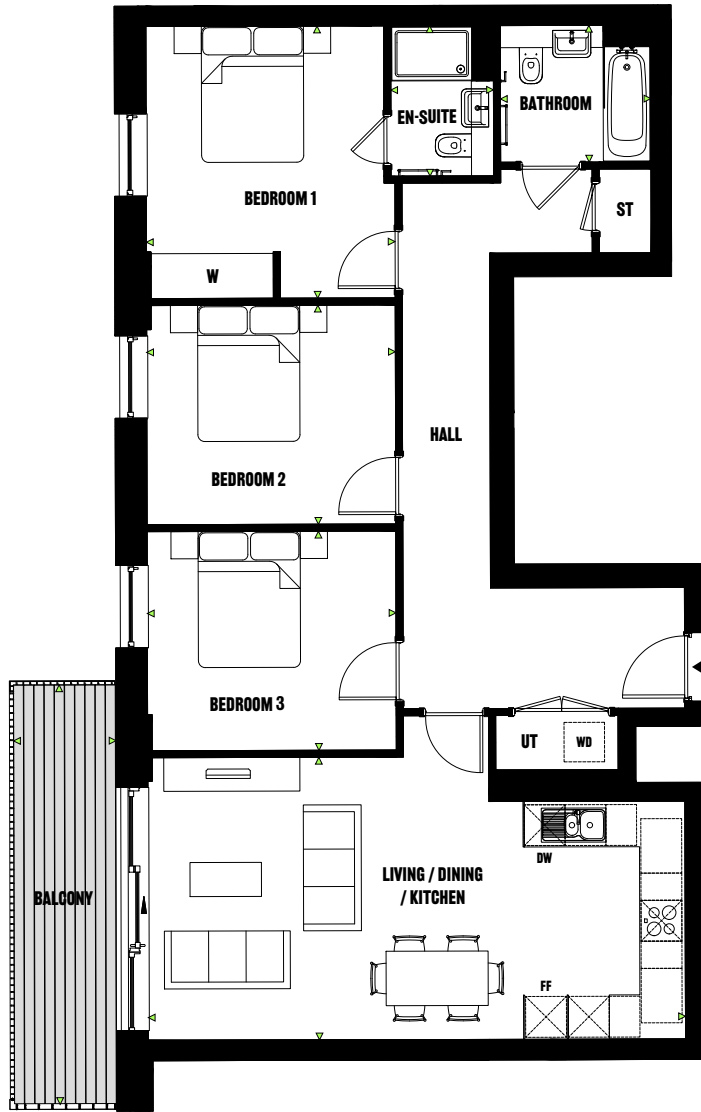 EN-SUITE
BATHROOM
BEDROOM 1
ST
W
HALL
BEDROOM 2
BEDROOM 3
UT
WD
BALCONY
LIVING / DINING
/ KITCHEN
DW
FF